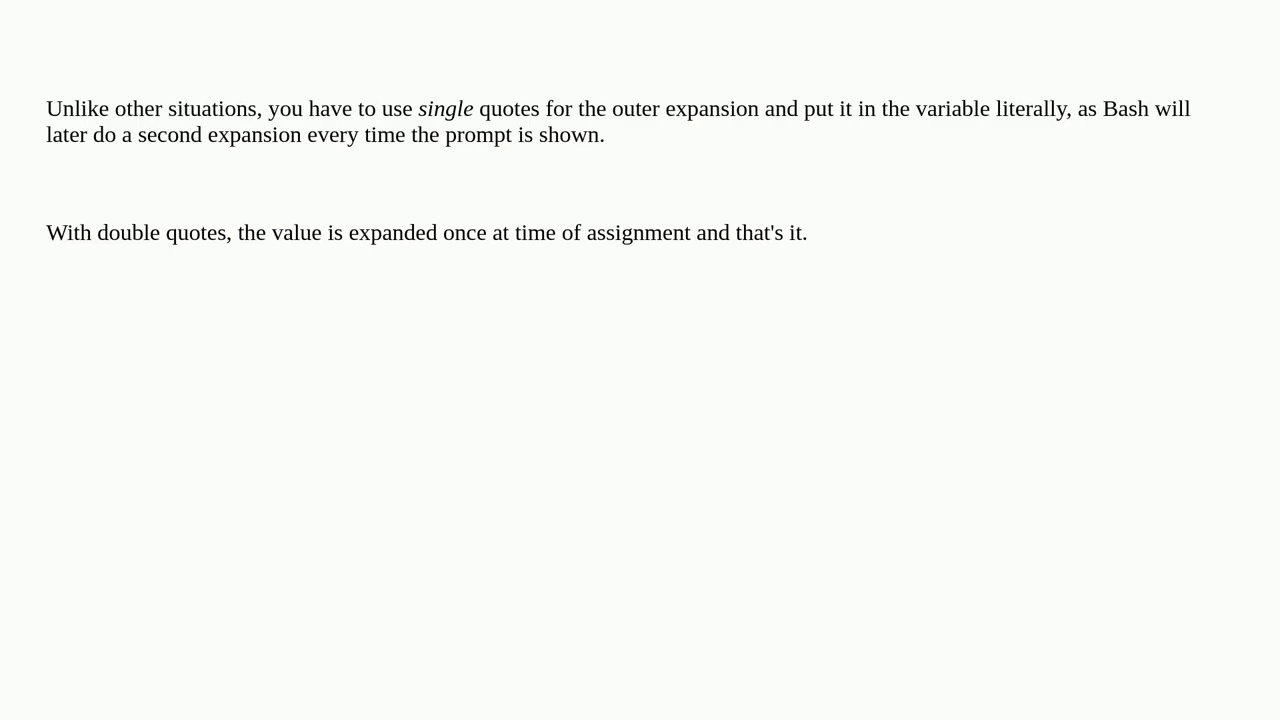 Unlike other situations, you have to use single quotes for the outer expansion and put it in the variable literally, as Bash will
later do a second expansion every time the prompt is shown.
With double quotes, the value is expanded once at time of assignment and that's it.